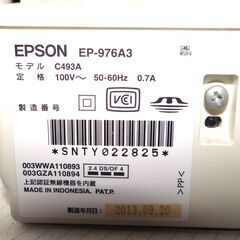 EPSON EP-976A3
モデル C493A
定 格 100V～ 50-60Hz 0.7A
VCI
製造番号
*SNTY022825*
003WWA110893
003GZA110894
2.4 DS/OF 4
上記認証無線機器を内蔵
MADE IN INDONESIA, PAT.P.
製造年月日 2013.09.20
>PP<